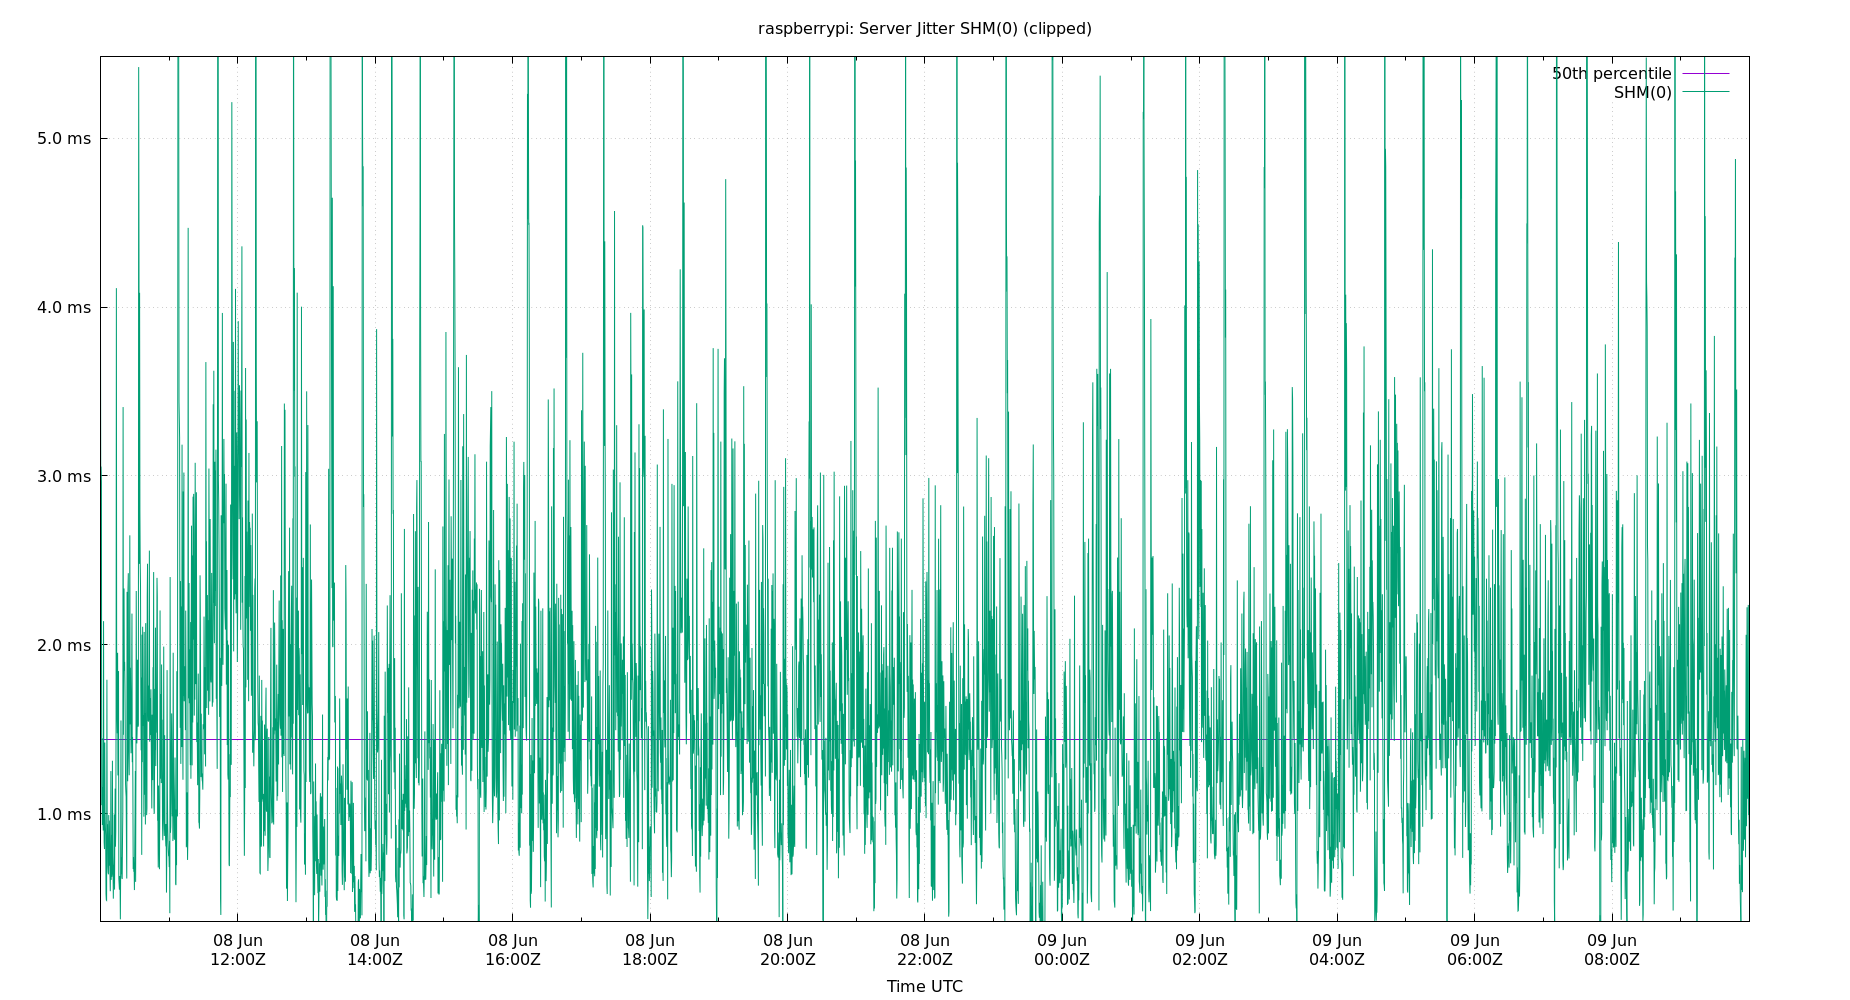 raspberrypi: Server Jitter SHM(0) (clipped)
50th percentile
SHM(0)
5.0 ms
4.0 ms
3.0 ms
2.0 ms
1.0 ms
08 Jun 08 Jun 08 Jun 08 Jun 08 Jun 08 Jun 09 Jun 09 Jun 09 Jun 09 Jun 09 Jun
12:00Z 14:00Z 16:00Z 18:00Z 20:00Z 22:00Z 00:00Z 02:00Z 04:00Z 06:00Z 08:00Z
Time UTC